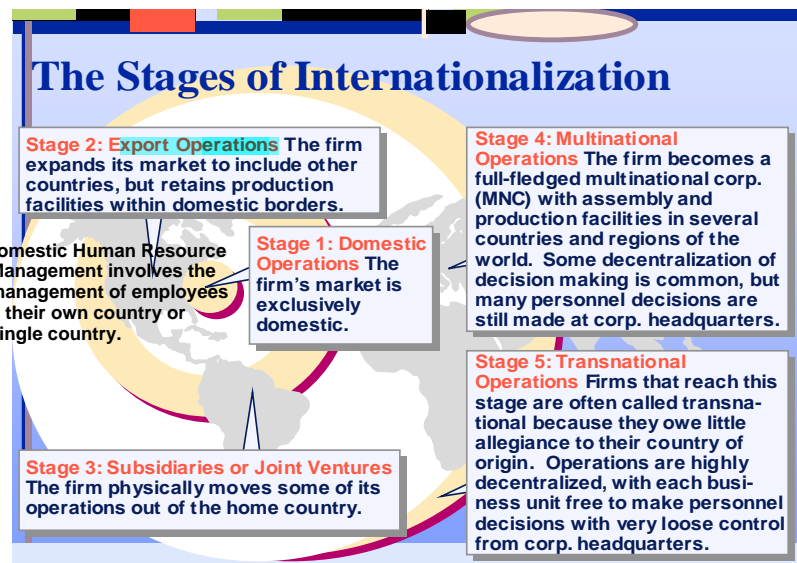 The Stages of Internationalization
Stage 2: Export Operations The firm
expands its market to include other
countries, but retains production
facilities within domestic borders.
omestic Human Resource
anagement involves the
anagement of employees
their own country or
ingle country.
Stage 1: Domestic
Operations The
firm's market is
exclusively
domestic.
Stage 3: Subsidiaries or Joint Ventures
The firm physically moves some of its
operations out of the home country.
Stage 4: Multinational
Operations The firm becomes a
full-fledged multinational corp.
(MNC) with assembly and
production facilities in several
countries and regions of the
world. Some decentralization of
decision making is common, but
many personnel decisions are
still made at corp. headquarters.
Stage 5: Transnational
Operations Firms that reach this
stage are often called transna-
tional because they owe little
allegiance to their country of
origin. Operations are highly
decentralized, with each busi-
ness unit free to make personnel
decisions with very loose control
from corp. headquarters.